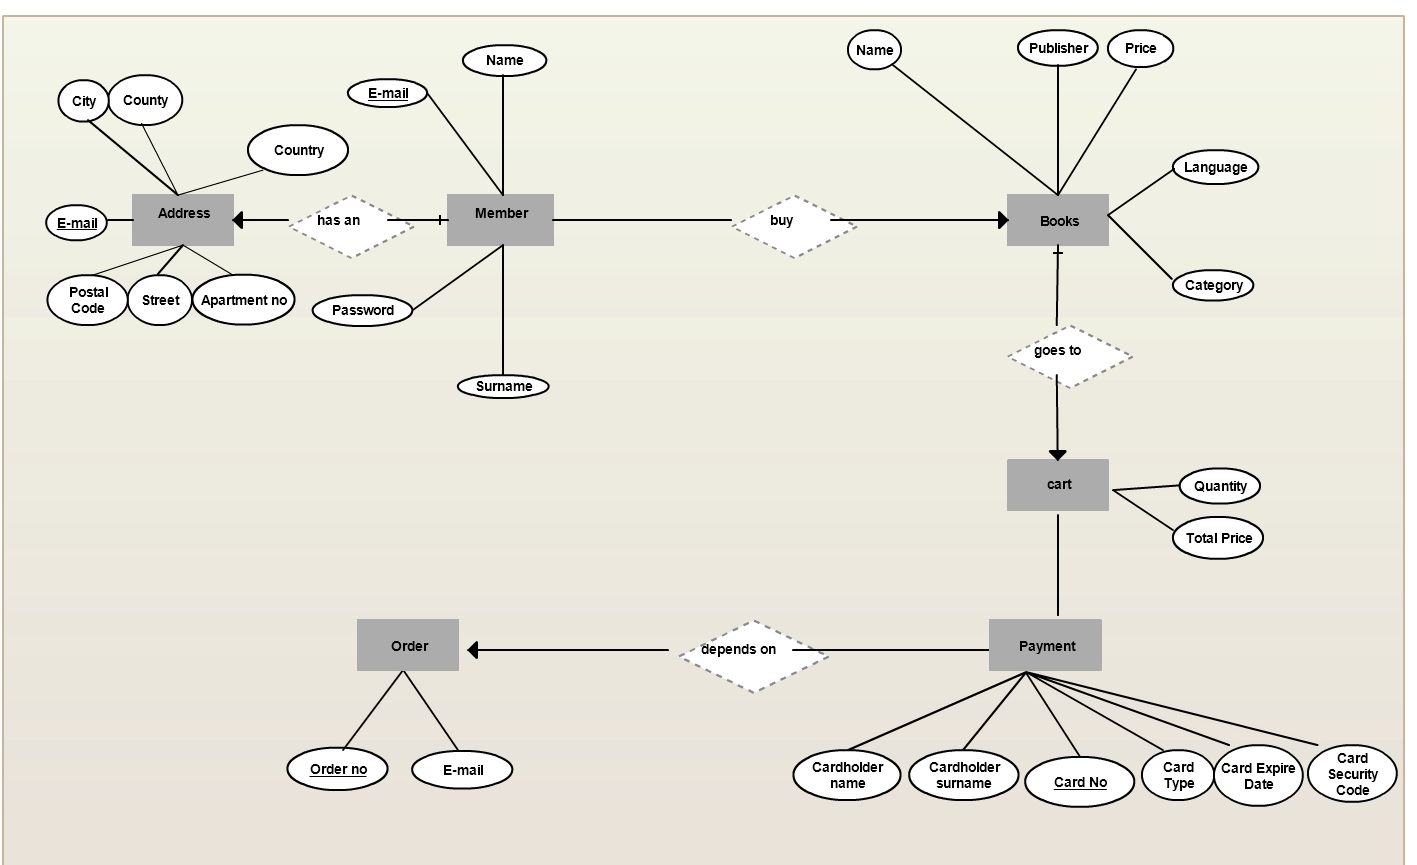 Name
Publisher
Price
Name
E-mail
City
County
Country
Language
E-mail
Address
has an
Member
buy
Books
Postal
Code
Street
Apartment no
Password
Category
goes to
Surname
cart
Quantity
Total Price
Order
depends on
Payment
Order no
E-mail
Cardholder
name
Cardholder
surname
Card No
Card
Type
Card Expire
Date
Card
Security
Code